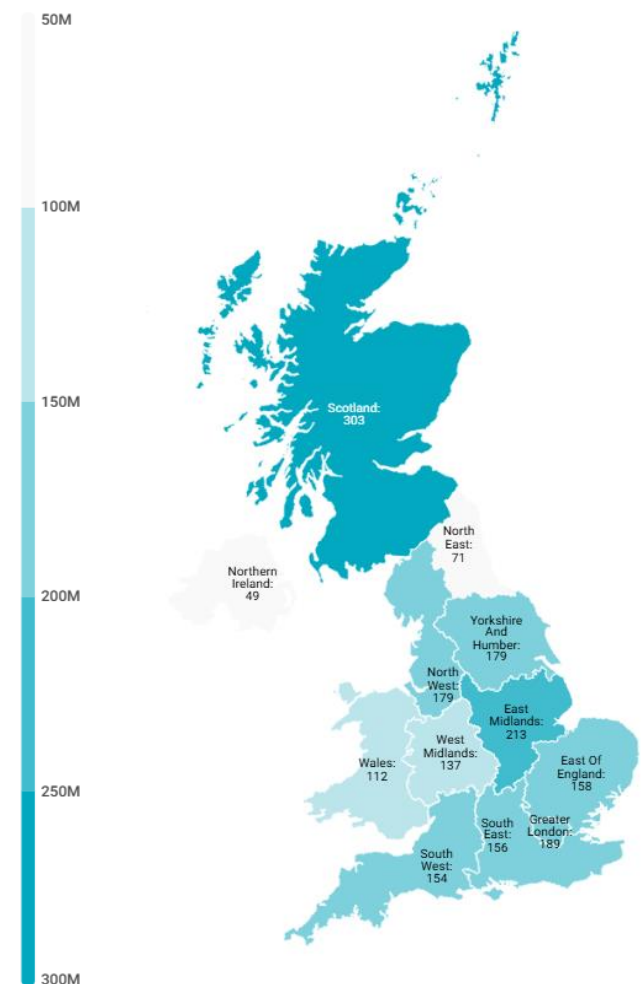 50M
100M
150M
200M
250M
300M
Scotland:
303
North
East:
71
Northern
Ireland:
49
Yorkshire
And
Humber:
179
North
West:
179
East
Midlands:
213
West
Midlands:
137
Wales:
112
East Of
England:
158
Greater
London:
189
South
East:
156
South
West:
154